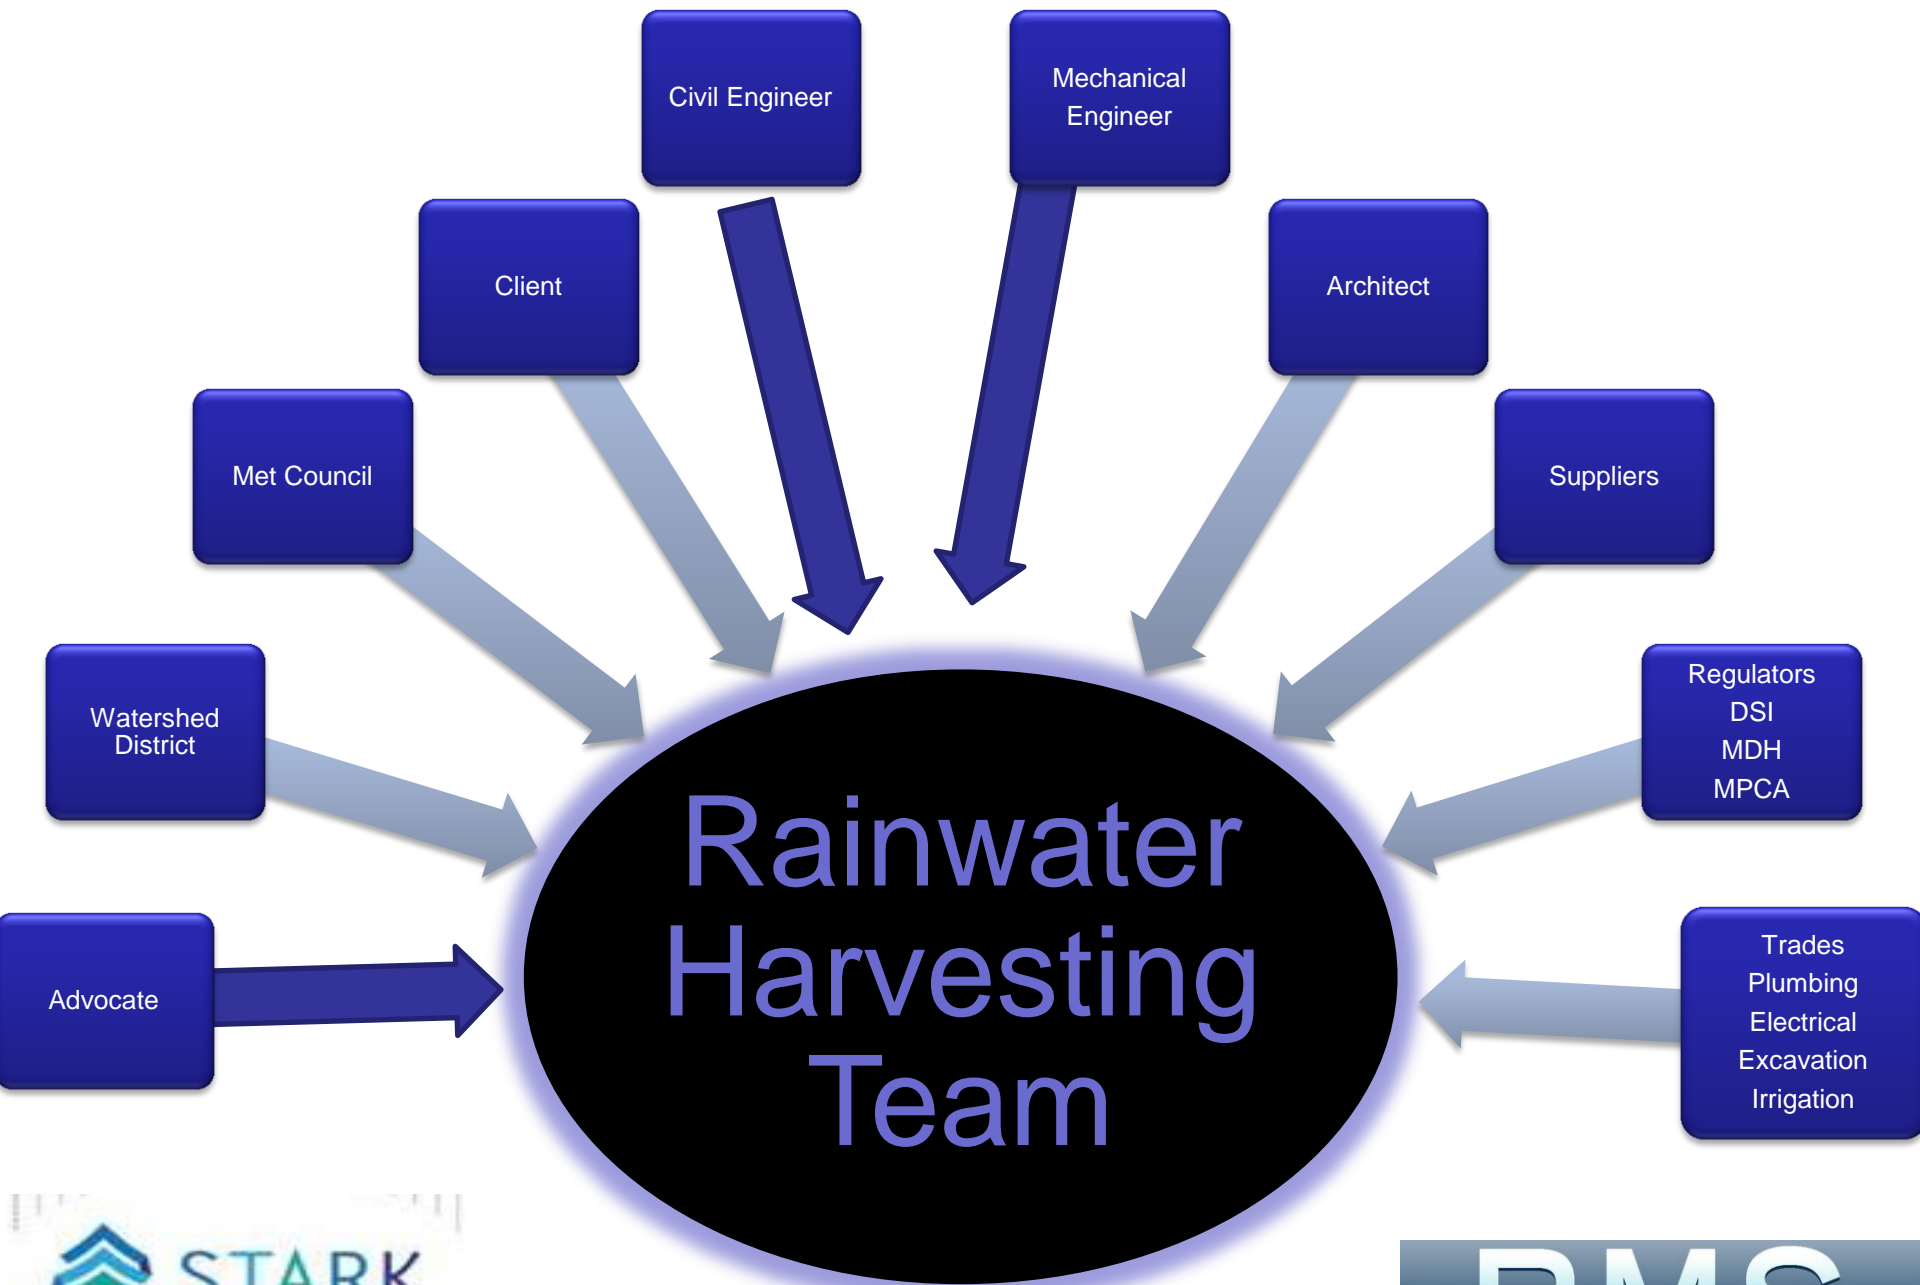 Civil Engineer
Mechanical
Engineer
Client
Architect
Met Council
Suppliers
Watershed
District
Regulators
DSI
MDH
MPCA
Advocate
Trades
Plumbing
Electrical
Excavation
Irrigation
Rainwater
Harvesting
Team
STARK